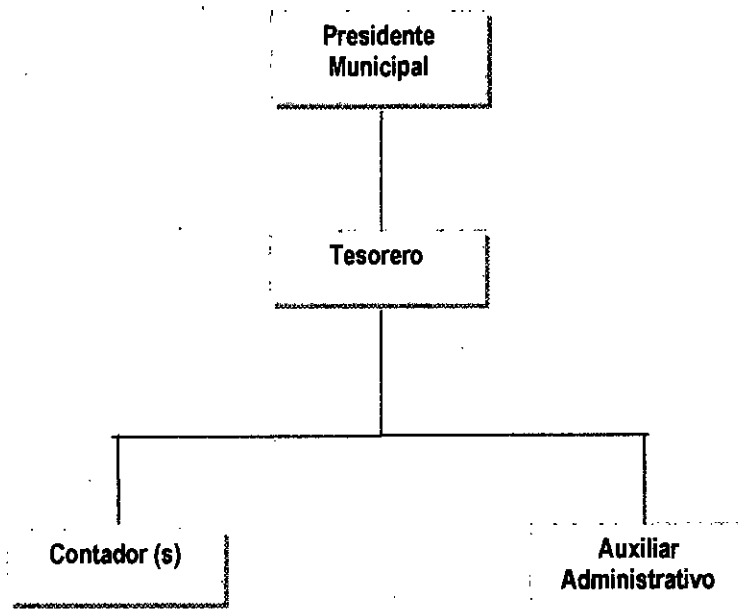 Presidente
Municipal
Tesorero
Contador (s)
Auxiliar
Administrativo